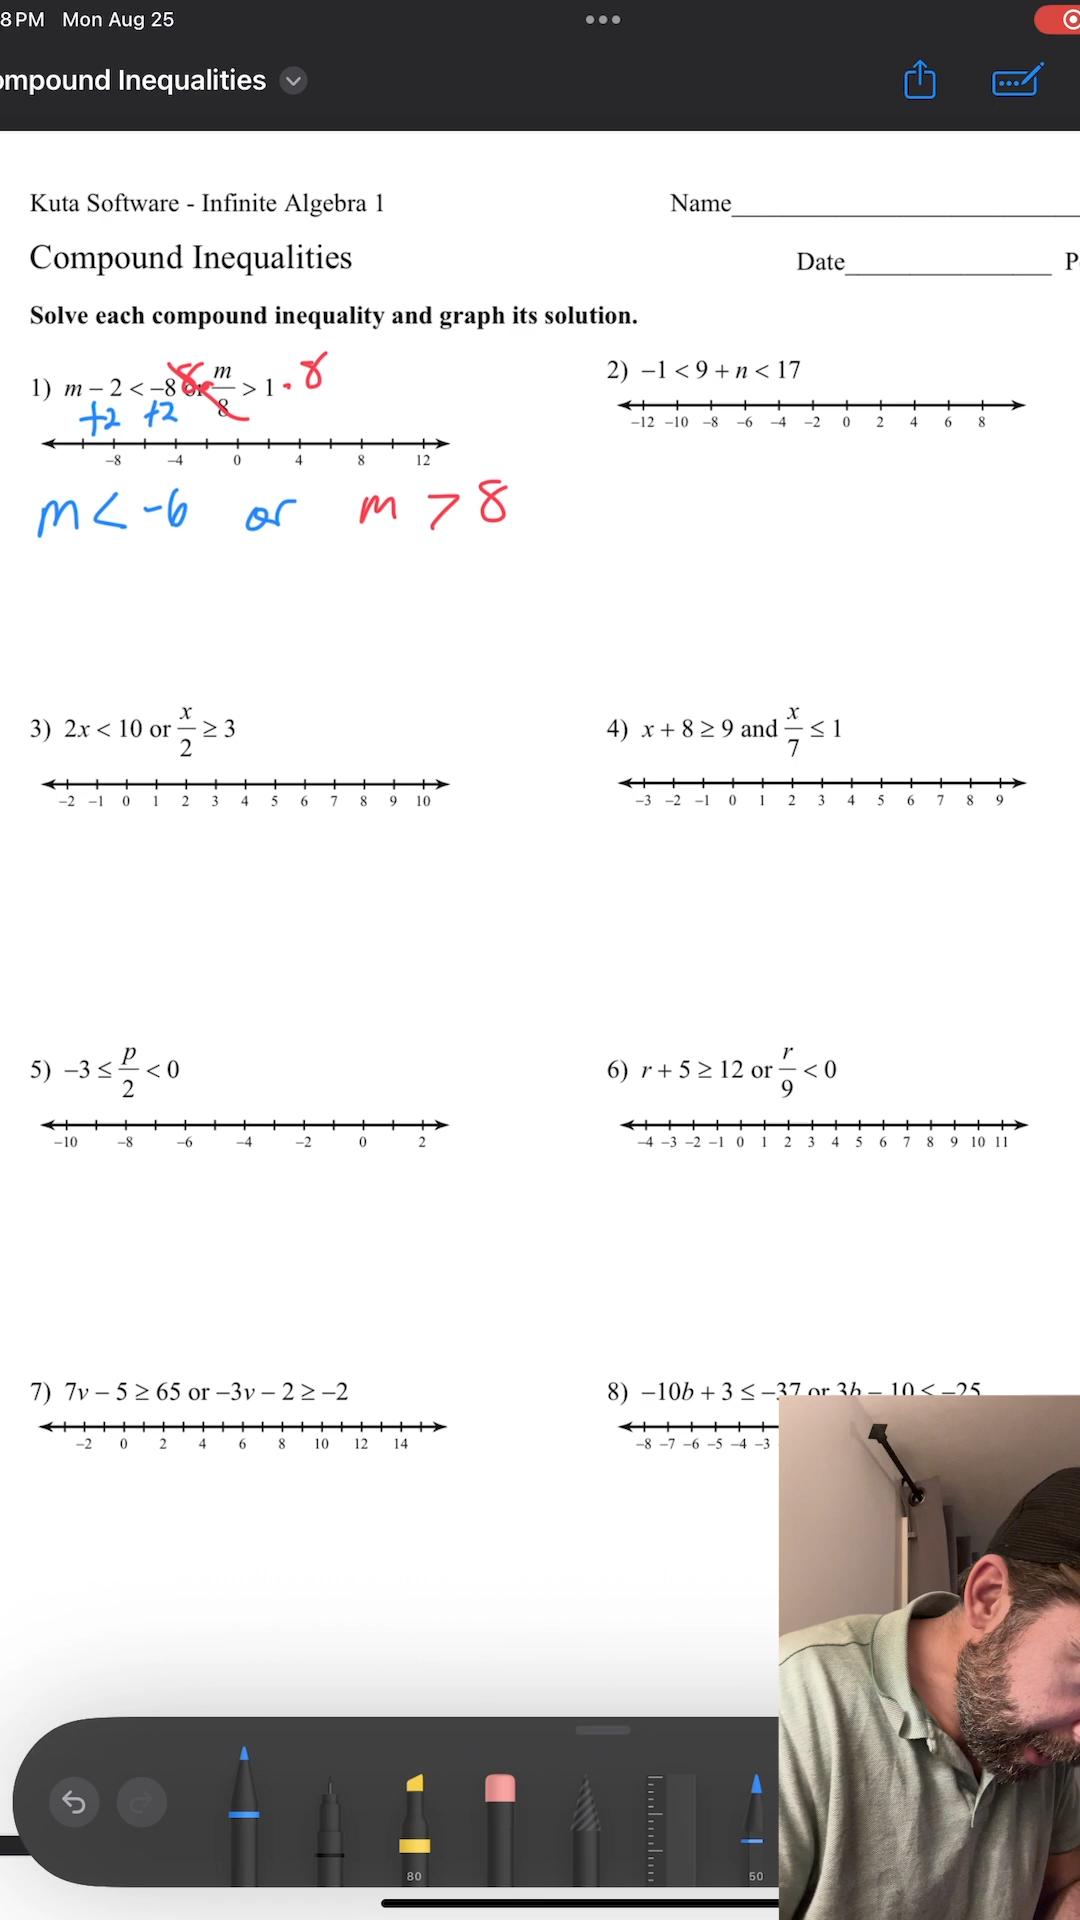 8 PM Mon Aug 25
ompound Inequalities
Kuta Software - Infinite Algebra 1
Name
Compound Inequalities
Date
P
Solve each compound inequality and graph its solution.
1) m − 2 < −8 or m/8 > 1 · 8
8
+2 +2
−8 −4 0 4 8 12
m < -6 or m > 8
2) −1 < 9 + n < 17
−12 −10 −8 −6 −4 −2 0 2 4 6 8
3) 2x < 10 or x/2 ≥ 3
−2 −1 0 1 2 3 4 5 6 7 8 9 10
4) x + 8 ≥ 9 and x/7 ≤ 1
−3 −2 −1 0 1 2 3 4 5 6 7 8 9
5) −3 ≤ p/2 < 0
−10 −8 −6 −4 −2 0 2
6) r + 5 ≥ 12 or r/9 < 0
−4 −3 −2 −1 0 1 2 3 4 5 6 7 8 9 10 11
7) 7v − 5 ≥ 65 or −3v − 2 ≥ −2
−2 0 2 4 6 8 10 12 14
8) −10b + 3 ≤ −37 or 3b − 10 ≤ −25
−8 −7 −6 −5 −4 −3
80
50